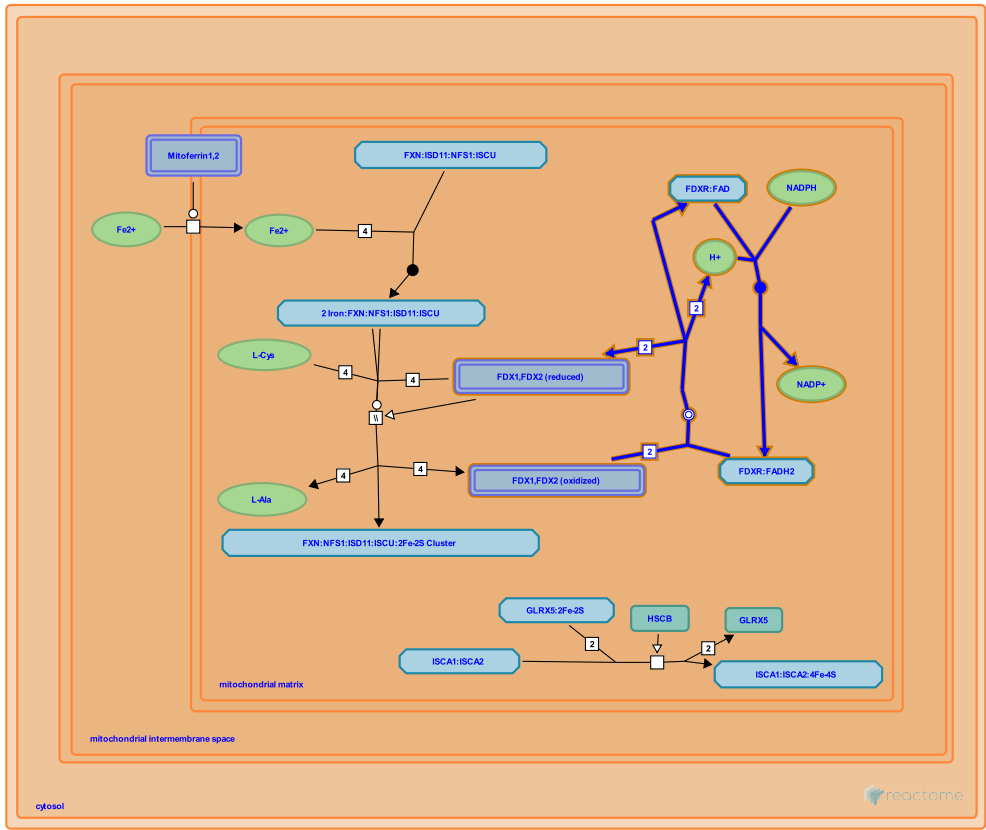 Mitoferrin1,2
FXN:ISD11:NFS1:ISCU
FDXR:FAD
NADPH
Fe2+
Fe2+
4
H+
2
2 Iron:FXN:NFS1:ISD11:ISCU
2
L-Cys
4
4
FDX1,FDX2 (reduced)
NADP+
\\
2
4
4
FDX1,FDX2 (oxidized)
FDXR:FADH2
L-Ala
FXN:NFS1:ISD11:ISCU:2Fe-2S Cluster
GLRX5:2Fe-2S
HSCB
GLRX5
2
2
ISCA1:ISCA2
ISCA1:ISCA2:4Fe-4S
mitochondrial matrix
mitochondrial intermembrane space
cytosol
reactome